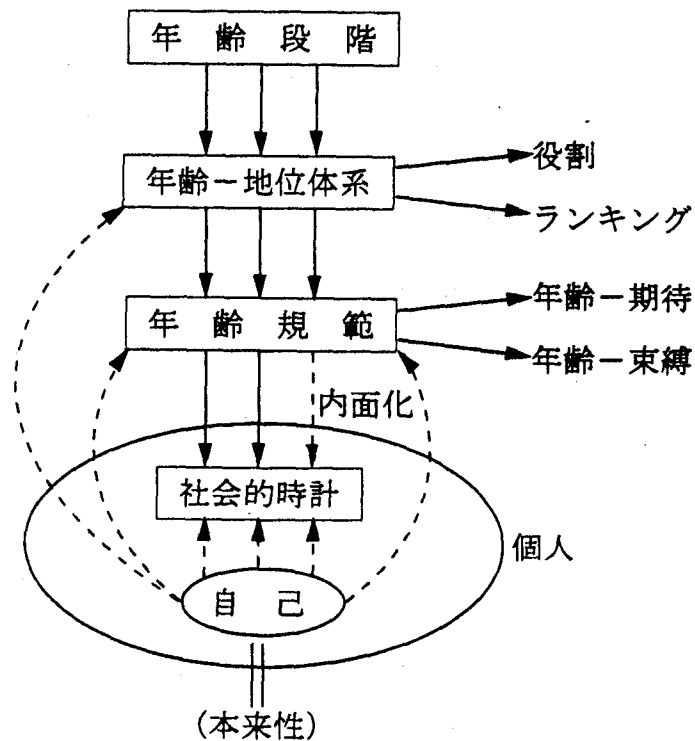 年齢段階
年齢－地位体系
役割
ランキング
年齢規範
年齢－期待
年齢－束縛
内面化
社会的時計
個人
自己
(本来性)